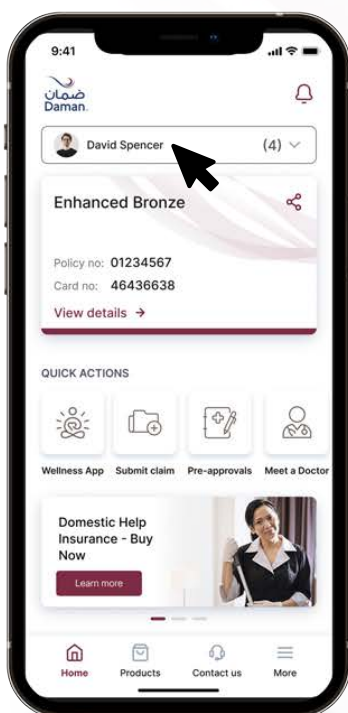 9:41
ضمان
Daman.
David Spencer (4)
Enhanced Bronze
Policy no: 01234567
Card no: 46436638
View details →
QUICK ACTIONS
Wellness App Submit claim Pre-approvals Meet a Doctor
Domestic Help
Insurance - Buy
Now
Learn more
Home Products Contact us More